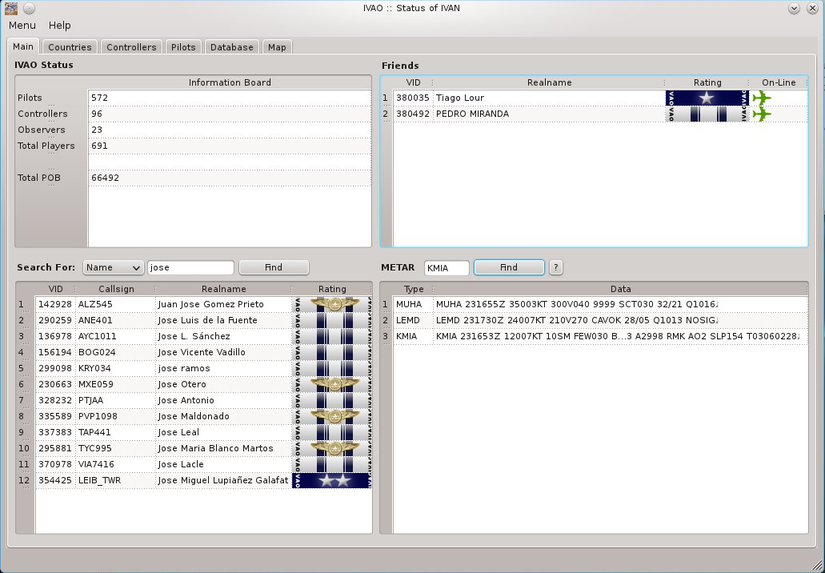 IVAO :: Status of IVAN
Menu Help
Main Countries Controllers Pilots Database Map
IVAO Status
Information Board
Pilots 572
Controllers 96
Observers 23
Total Players 691
Total POB 66492
Friends
VID Realname Rating On-Line
1 380035 Tiago Lour
2 380492 PEDRO MIRANDA
Search For: Name jose Find
VID Callsign Realname Rating
1 142928 ALZ545 Juan Jose Gomez Prieto
2 290259 ANE401 Jose Luis de la Fuente
3 136978 AYC1011 Jose L. Sánchez
4 156194 BOG024 Jose Vicente Vadillo
5 299098 KRY034 jose ramos
6 230663 MXE059 Jose Otero
7 328232 PTJAA Jose Antonio
8 335589 PVP1098 Jose Maldonado
9 337383 TAP441 Jose Leal
10 295881 TYC995 Jose Maria Blanco Martos
11 370978 VIA7416 Jose Lacle
12 354425 LEIB_TWR Jose Miguel Lupiañez Galafat
METAR KMIA Find ?
Type Data
1 MUHA MUHA 231655Z 35003KT 300V040 9999 SCT030 32/21 Q1016
2 LEMD LEMD 231730Z 24007KT 210V270 CAVOK 28/05 Q1013 NOSIG
3 KMIA KMIA 231653Z 12007KT 10SM FEW030 B...3 A2998 RMK AO2 SLP154 T03060228